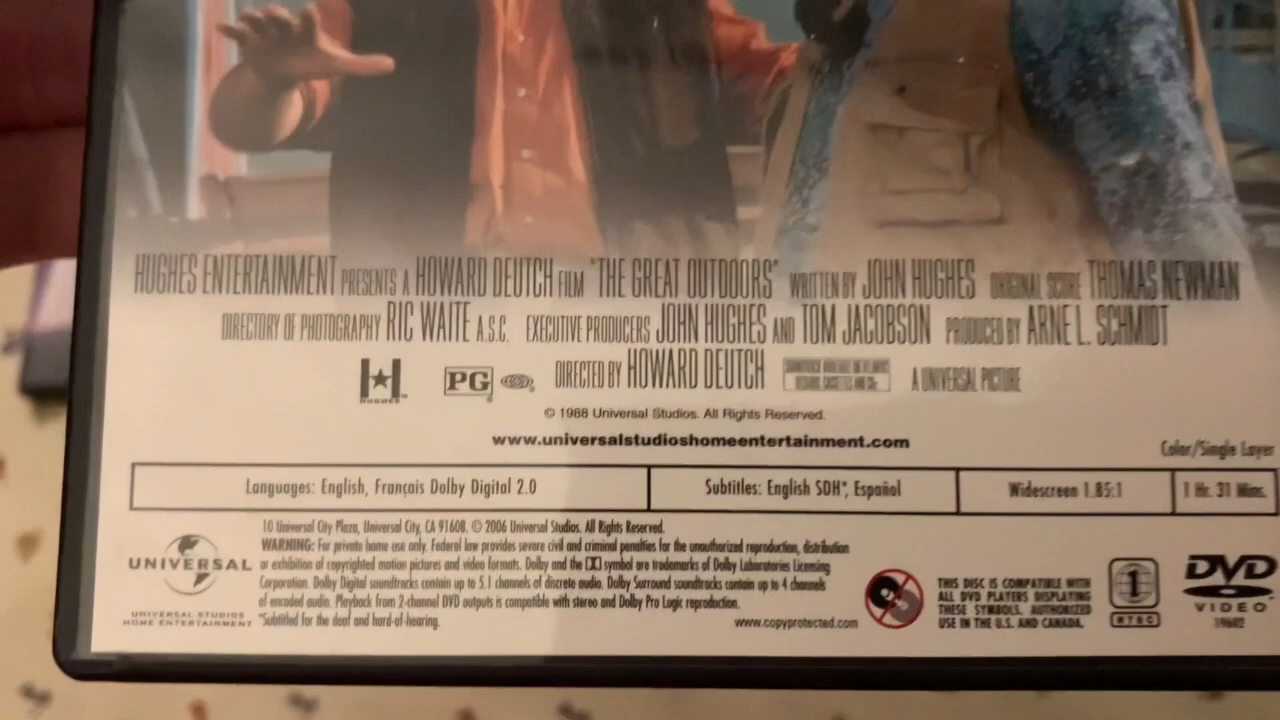 HUGHES ENTERTAINMENT PRESENTS A HOWARD DEUTCH FILM "THE GREAT OUTDOORS" WRITTEN BY JOHN HUGHES ORIGINAL SCORE THOMAS NEWMAN
DIRECTORY OF PHOTOGRAPHY RIC WAITE A.S.C. EXECUTIVE PRODUCERS JOHN HUGHES AND TOM JACOBSON PRODUCED BY ARNE L. SCHMIDT
HUGHES PG DIRECTED BY HOWARD DEUTCH A UNIVERSAL PICTURE
© 1988 Universal Studios. All Rights Reserved.
www.universalstudioshomeentertainment.com
Color/Single Layer
Languages: English, Français Dolby Digital 2.0 Subtitles: English SDH*, Español Widescreen 1.85:1 1 Hr. 31 Mins.
10 Universal City Plaza, Universal City, CA 91608. © 2006 Universal Studios. All Rights Reserved.
WARNING: For private home use only. Federal law provides severe civil and criminal penalties for the unauthorized reproduction, distribution
or exhibition of copyrighted motion pictures and video formats. Dolby and the DD symbol are trademarks of Dolby Laboratories Licensing
Corporation. Dolby Digital soundtracks contain up to 5.1 channels of discrete audio. Dolby Surround soundtracks contain up to 4 channels
of encoded audio. Playback from 2-channel DVD outputs is compatible with stereo and Dolby Pro Logic reproduction.
*Subtitled for the deaf and hard-of-hearing.
UNIVERSAL
UNIVERSAL STUDIOS
HOME ENTERTAINMENT
www.copyprotected.com
THIS DISC IS COMPATIBLE WITH
ALL DVD PLAYERS DISPLAYING
THESE SYMBOLS. AUTHORIZED
USE IN THE U.S. AND CANADA.
1
NTSC
DVD
VIDEO
19602